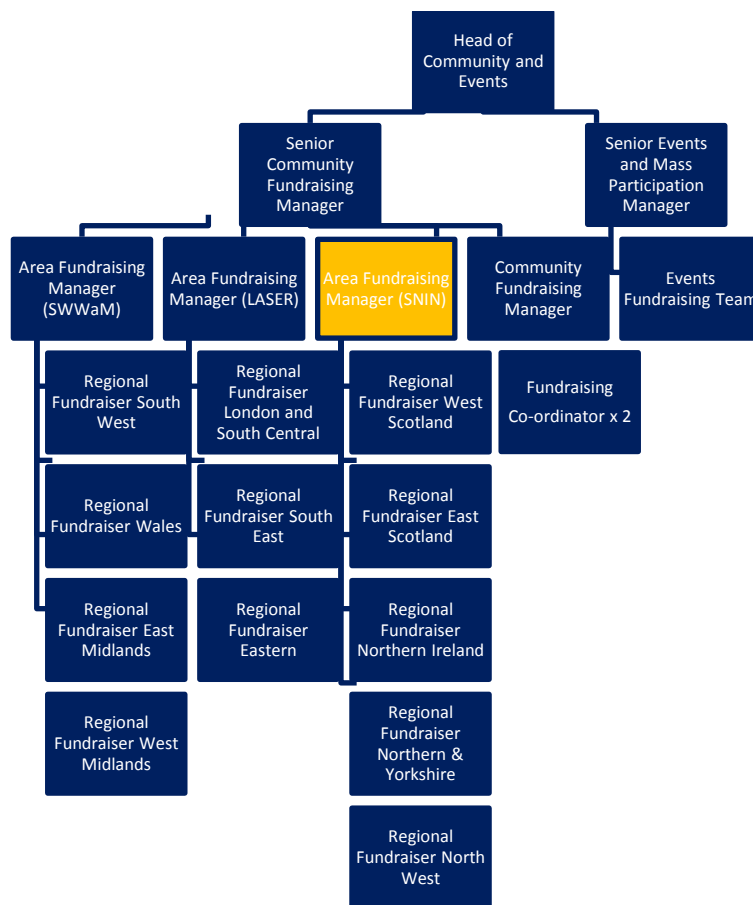 Head of
Community and
Events
Senior
Community
Fundraising
Manager
Senior Events
and Mass
Participation
Manager
Area Fundraising
Manager
(SWWaM)
Area Fundraising
Manager (LASER)
Area Fundraising
Manager (SNIN)
Community
Fundraising
Manager
Events
Fundraising Team
Regional
Fundraiser South
West
Regional
Fundraiser
London and
South Central
Regional
Fundraiser West
Scotland
Fundraising
Co-ordinator x 2
Regional
Fundraiser Wales
Regional
Fundraiser South
East
Regional
Fundraiser East
Scotland
Regional
Fundraiser East
Midlands
Regional
Fundraiser
Eastern
Regional
Fundraiser
Northern Ireland
Regional
Fundraiser West
Midlands
Regional
Fundraiser
Northern &
Yorkshire
Regional
Fundraiser North
West